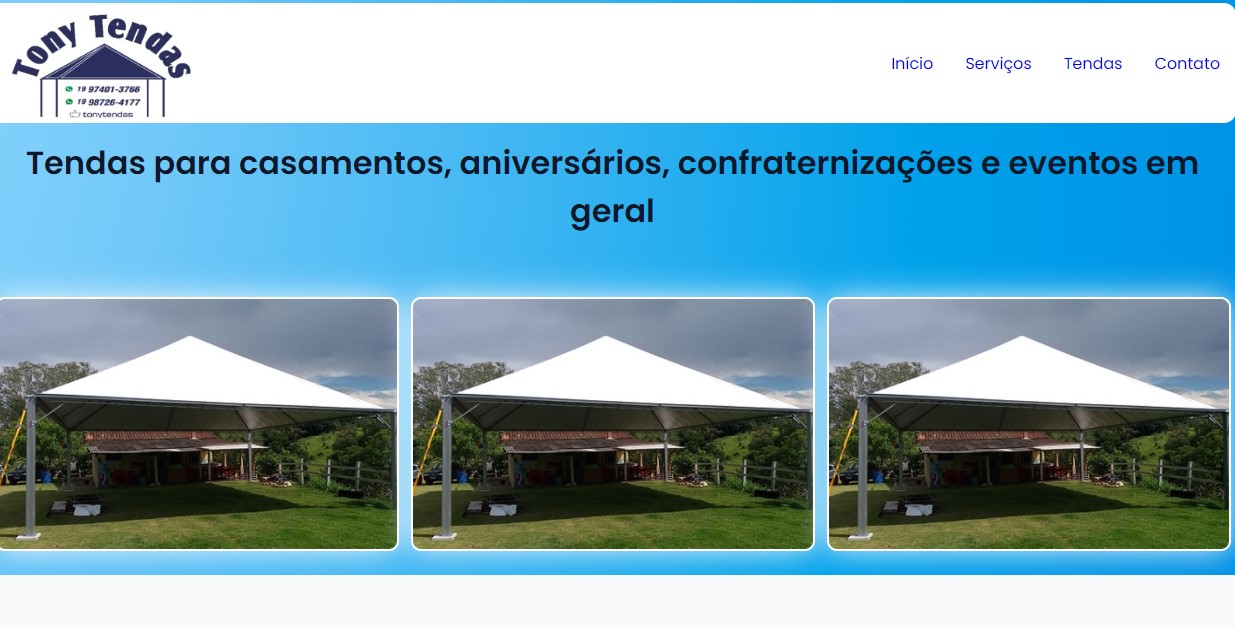 Tony Tendas
19 97401-3766
19 98726-4177
tonytendas
Início
Serviços
Tendas
Contato
Tendas para casamentos, aniversários, confraternizações e eventos em
geral